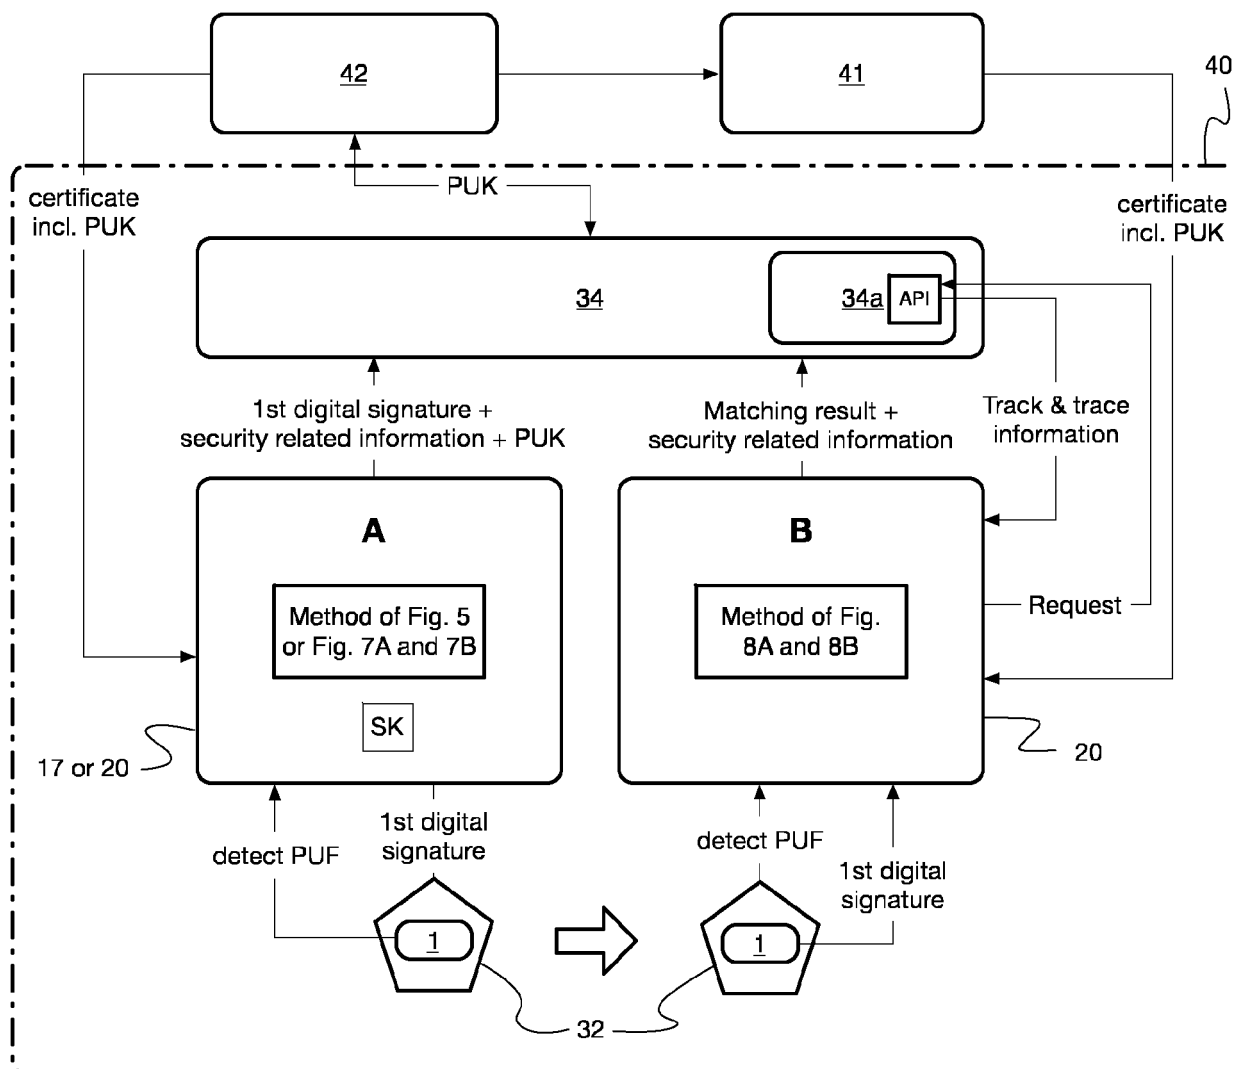 42
41
40
certificate
incl. PUK
PUK
certificate
incl. PUK
34
34a
API
1st digital signature +
security related information + PUK
Matching result +
security related information
Track & trace
information
A
B
Method of Fig. 5
or Fig. 7A and 7B
Method of Fig.
8A and 8B
Request
SK
17 or 20
20
detect PUF
1st digital
signature
detect PUF
1st digital
signature
1
1
32